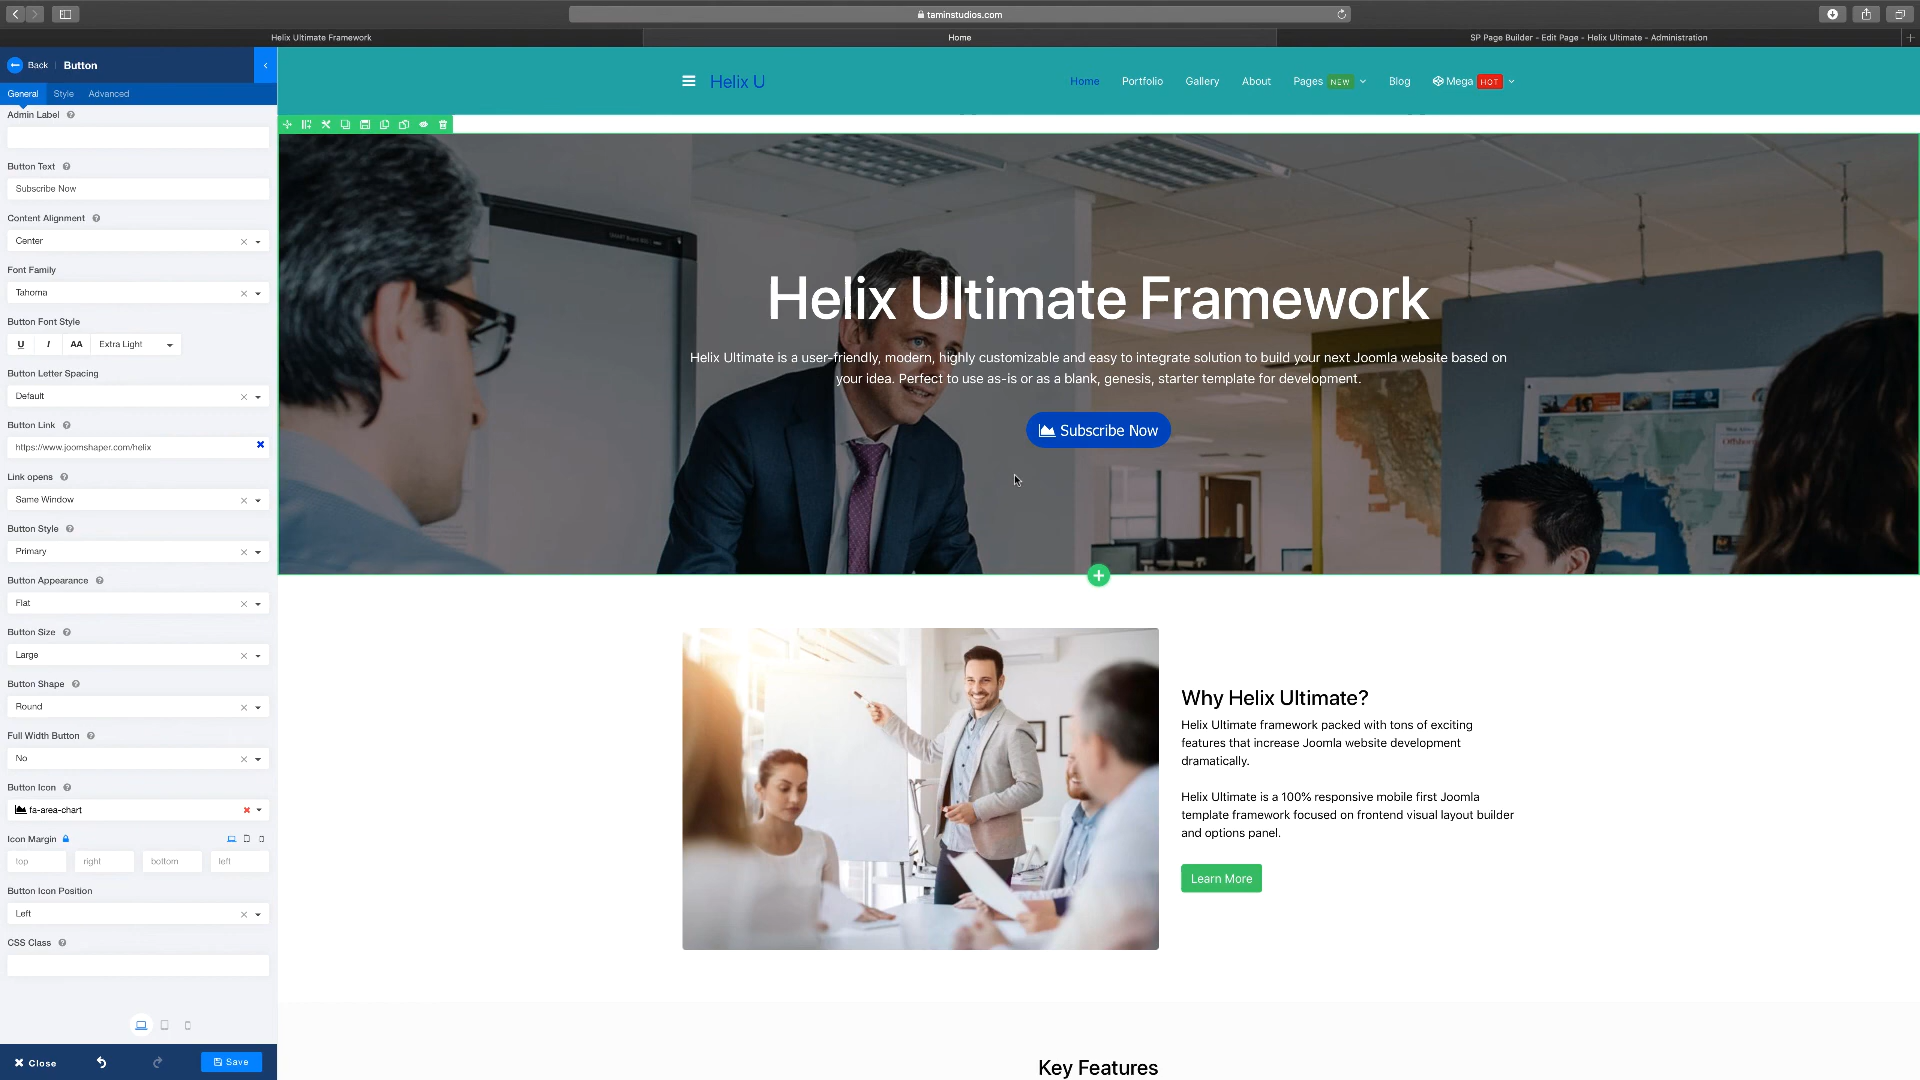 taminstudios.com
Helix Ultimate Framework
Home
SP Page Builder - Edit Page - Helix Ultimate - Administration
Back
Button
General
Style
Advanced
Admin Label
Button Text
Subscribe Now
Content Alignment
Center
Font Family
Tahoma
Button Font Style
U
I
AA
Extra Light
Button Letter Spacing
Default
Button Link
https://www.joomshaper.com/helix
Link opens
Same Window
Button Style
Primary
Button Appearance
Flat
Button Size
Large
Button Shape
Round
Full Width Button
No
Button Icon
fa-area-chart
Icon Margin
top
right
bottom
left
Button Icon Position
Left
CSS Class
Close
Save
Helix U
Home
Portfolio
Gallery
About
Pages NEW
Blog
Mega HOT
Helix Ultimate Framework
Helix Ultimate is a user-friendly, modern, highly customizable and easy to integrate solution to build your next Joomla website based on
your idea. Perfect to use as-is or as a blank, genesis, starter template for development.
Subscribe Now
Why Helix Ultimate?
Helix Ultimate framework packed with tons of exciting
features that increase Joomla website development
dramatically.
Helix Ultimate is a 100% responsive mobile first Joomla
template framework focused on frontend visual layout builder
and options panel.
Learn More
Key Features